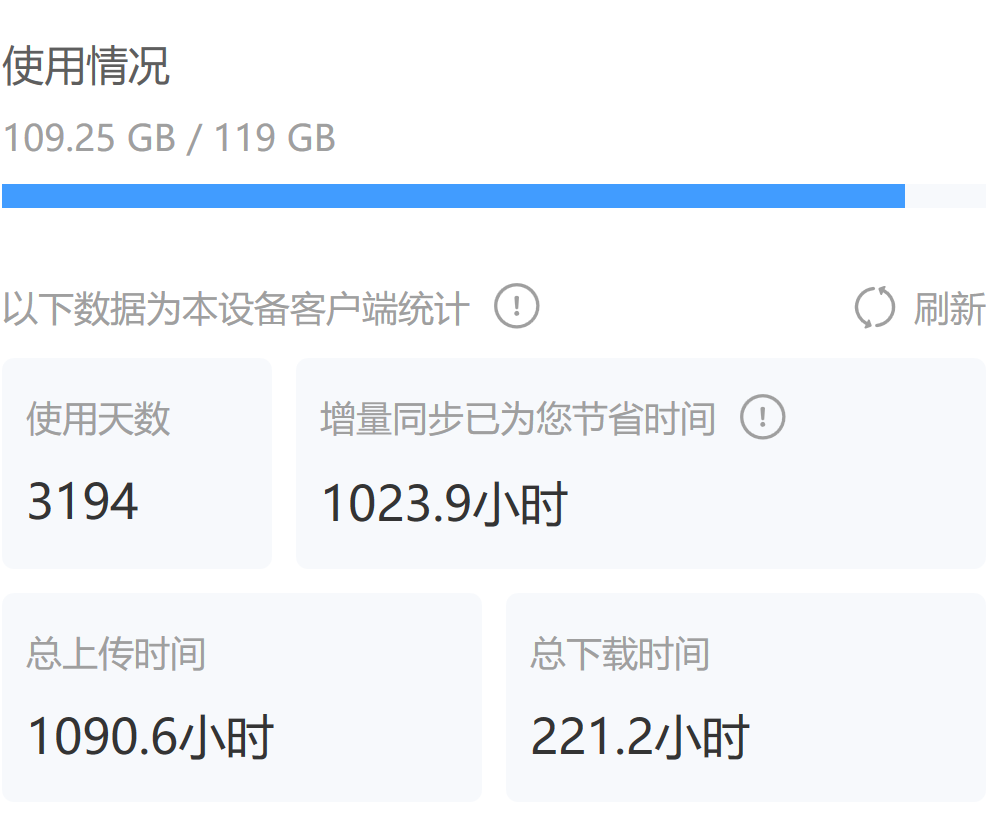 使用情况
109.25 GB / 119 GB
以下数据为本设备客户端统计 ! 刷新
使用天数
3194
增量同步已为您节省时间 !
1023.9小时
总上传时间
1090.6小时
总下载时间
221.2小时